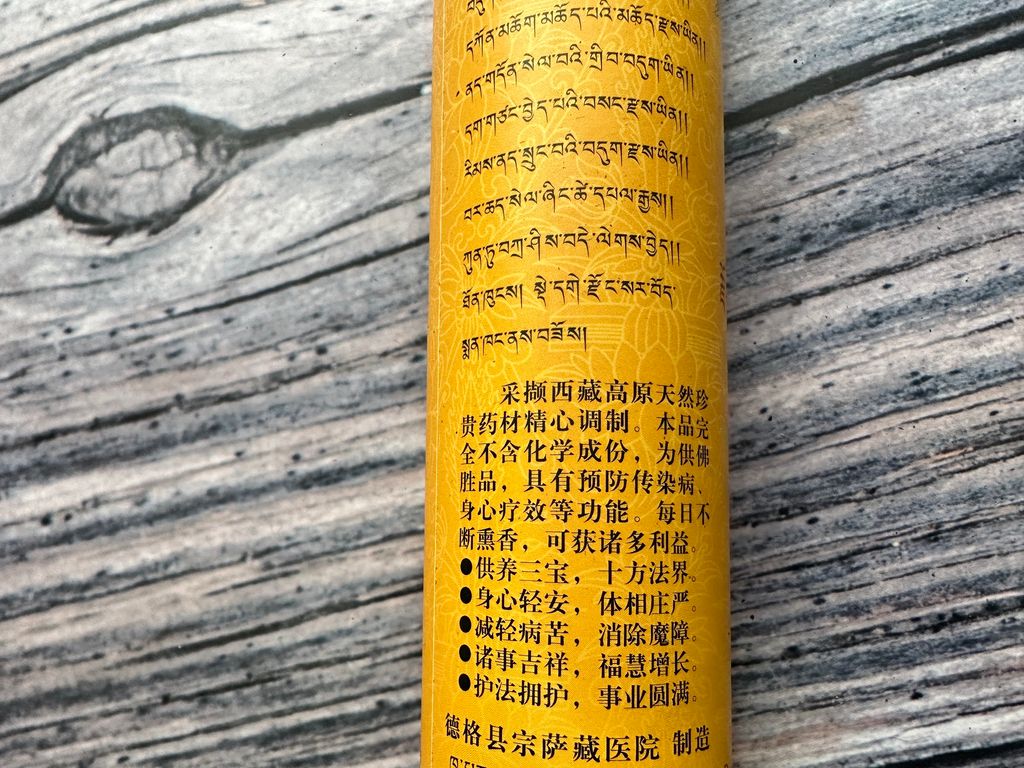 དཀོན་མཆོག་མཆོད་པའི་མཆོད་རྫས་ཡིན།།
ནད་གདོན་སེལ་བའི་གྲིབ་བདུག་ཡིན།།
དག་གཙང་བྱེད་པའི་བསང་རྫས་ཡིན།།
རིམས་ནད་སྲུང་བའི་བདུག་རྫས་ཡིན།།
བར་ཆད་སེལ་ཞིང་ཚེ་དཔལ་རྒྱས།།
ཀུན་ཏུ་བཀྲ་ཤིས་བདེ་ལེགས་བྱེད།།
ཐོན་ཁུངས། སྡེ་དགེ་རྫོང་སར་བོད་
སྨན་ཁང་ནས་བཟོས།
采撷西藏高原天然珍
贵药材精心调制。本品完
全不含化学成份，为供佛
胜品，具有预防传染病、
身心疗效等功能。每日不
断熏香，可获诸多利益。
●供养三宝，十方法界。
●身心轻安，体相庄严。
●减轻病苦，消除魔障。
●诸事吉祥，福慧增长。
●护法拥护，事业圆满。
德格县宗萨藏医院 制造